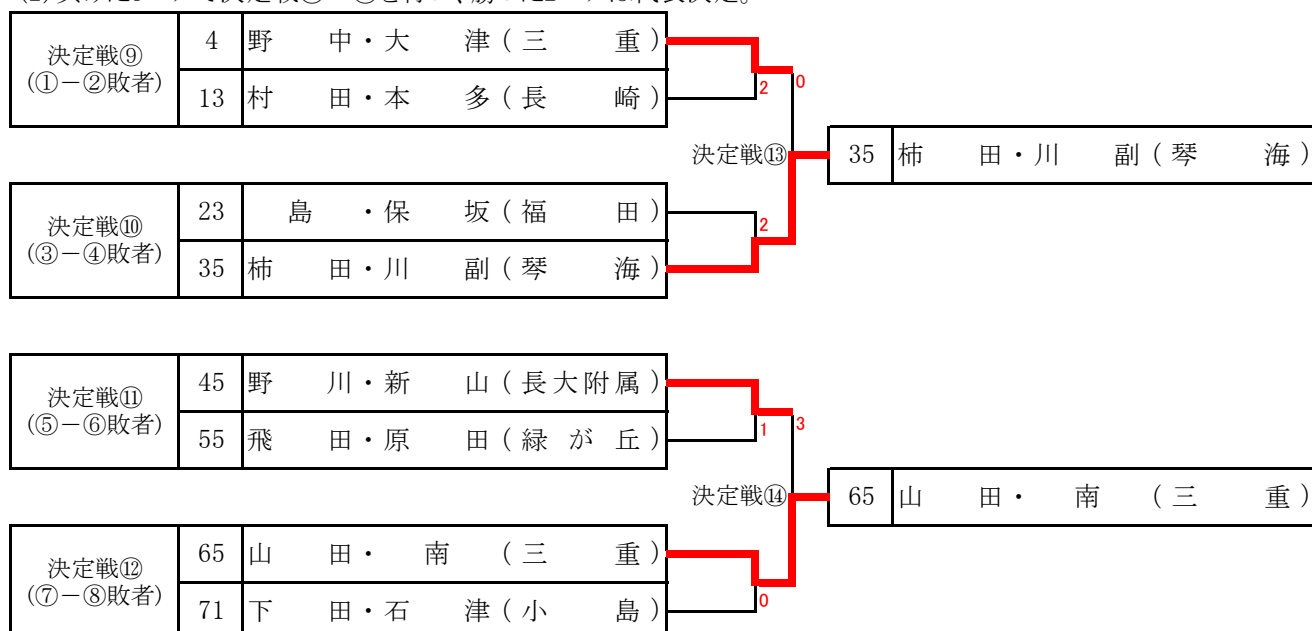 決定戦⑨
(①－②敗者)
4 野 中・大 津(三 重)
13 村 田・本 多(長 崎)
2
0
決定戦⑬
35 柿 田・川 副(琴 海)
決定戦⑩
(③－④敗者)
23 島 ・保 坂(福 田)
35 柿 田・川 副(琴 海)
2
決定戦⑪
(⑤－⑥敗者)
45 野 川・新 山(長大附属)
55 飛 田・原 田(緑 が 丘)
1
3
決定戦⑭
65 山 田・ 南 (三 重)
決定戦⑫
(⑦－⑧敗者)
65 山 田・ 南 (三 重)
71 下 田・石 津(小 島)
0